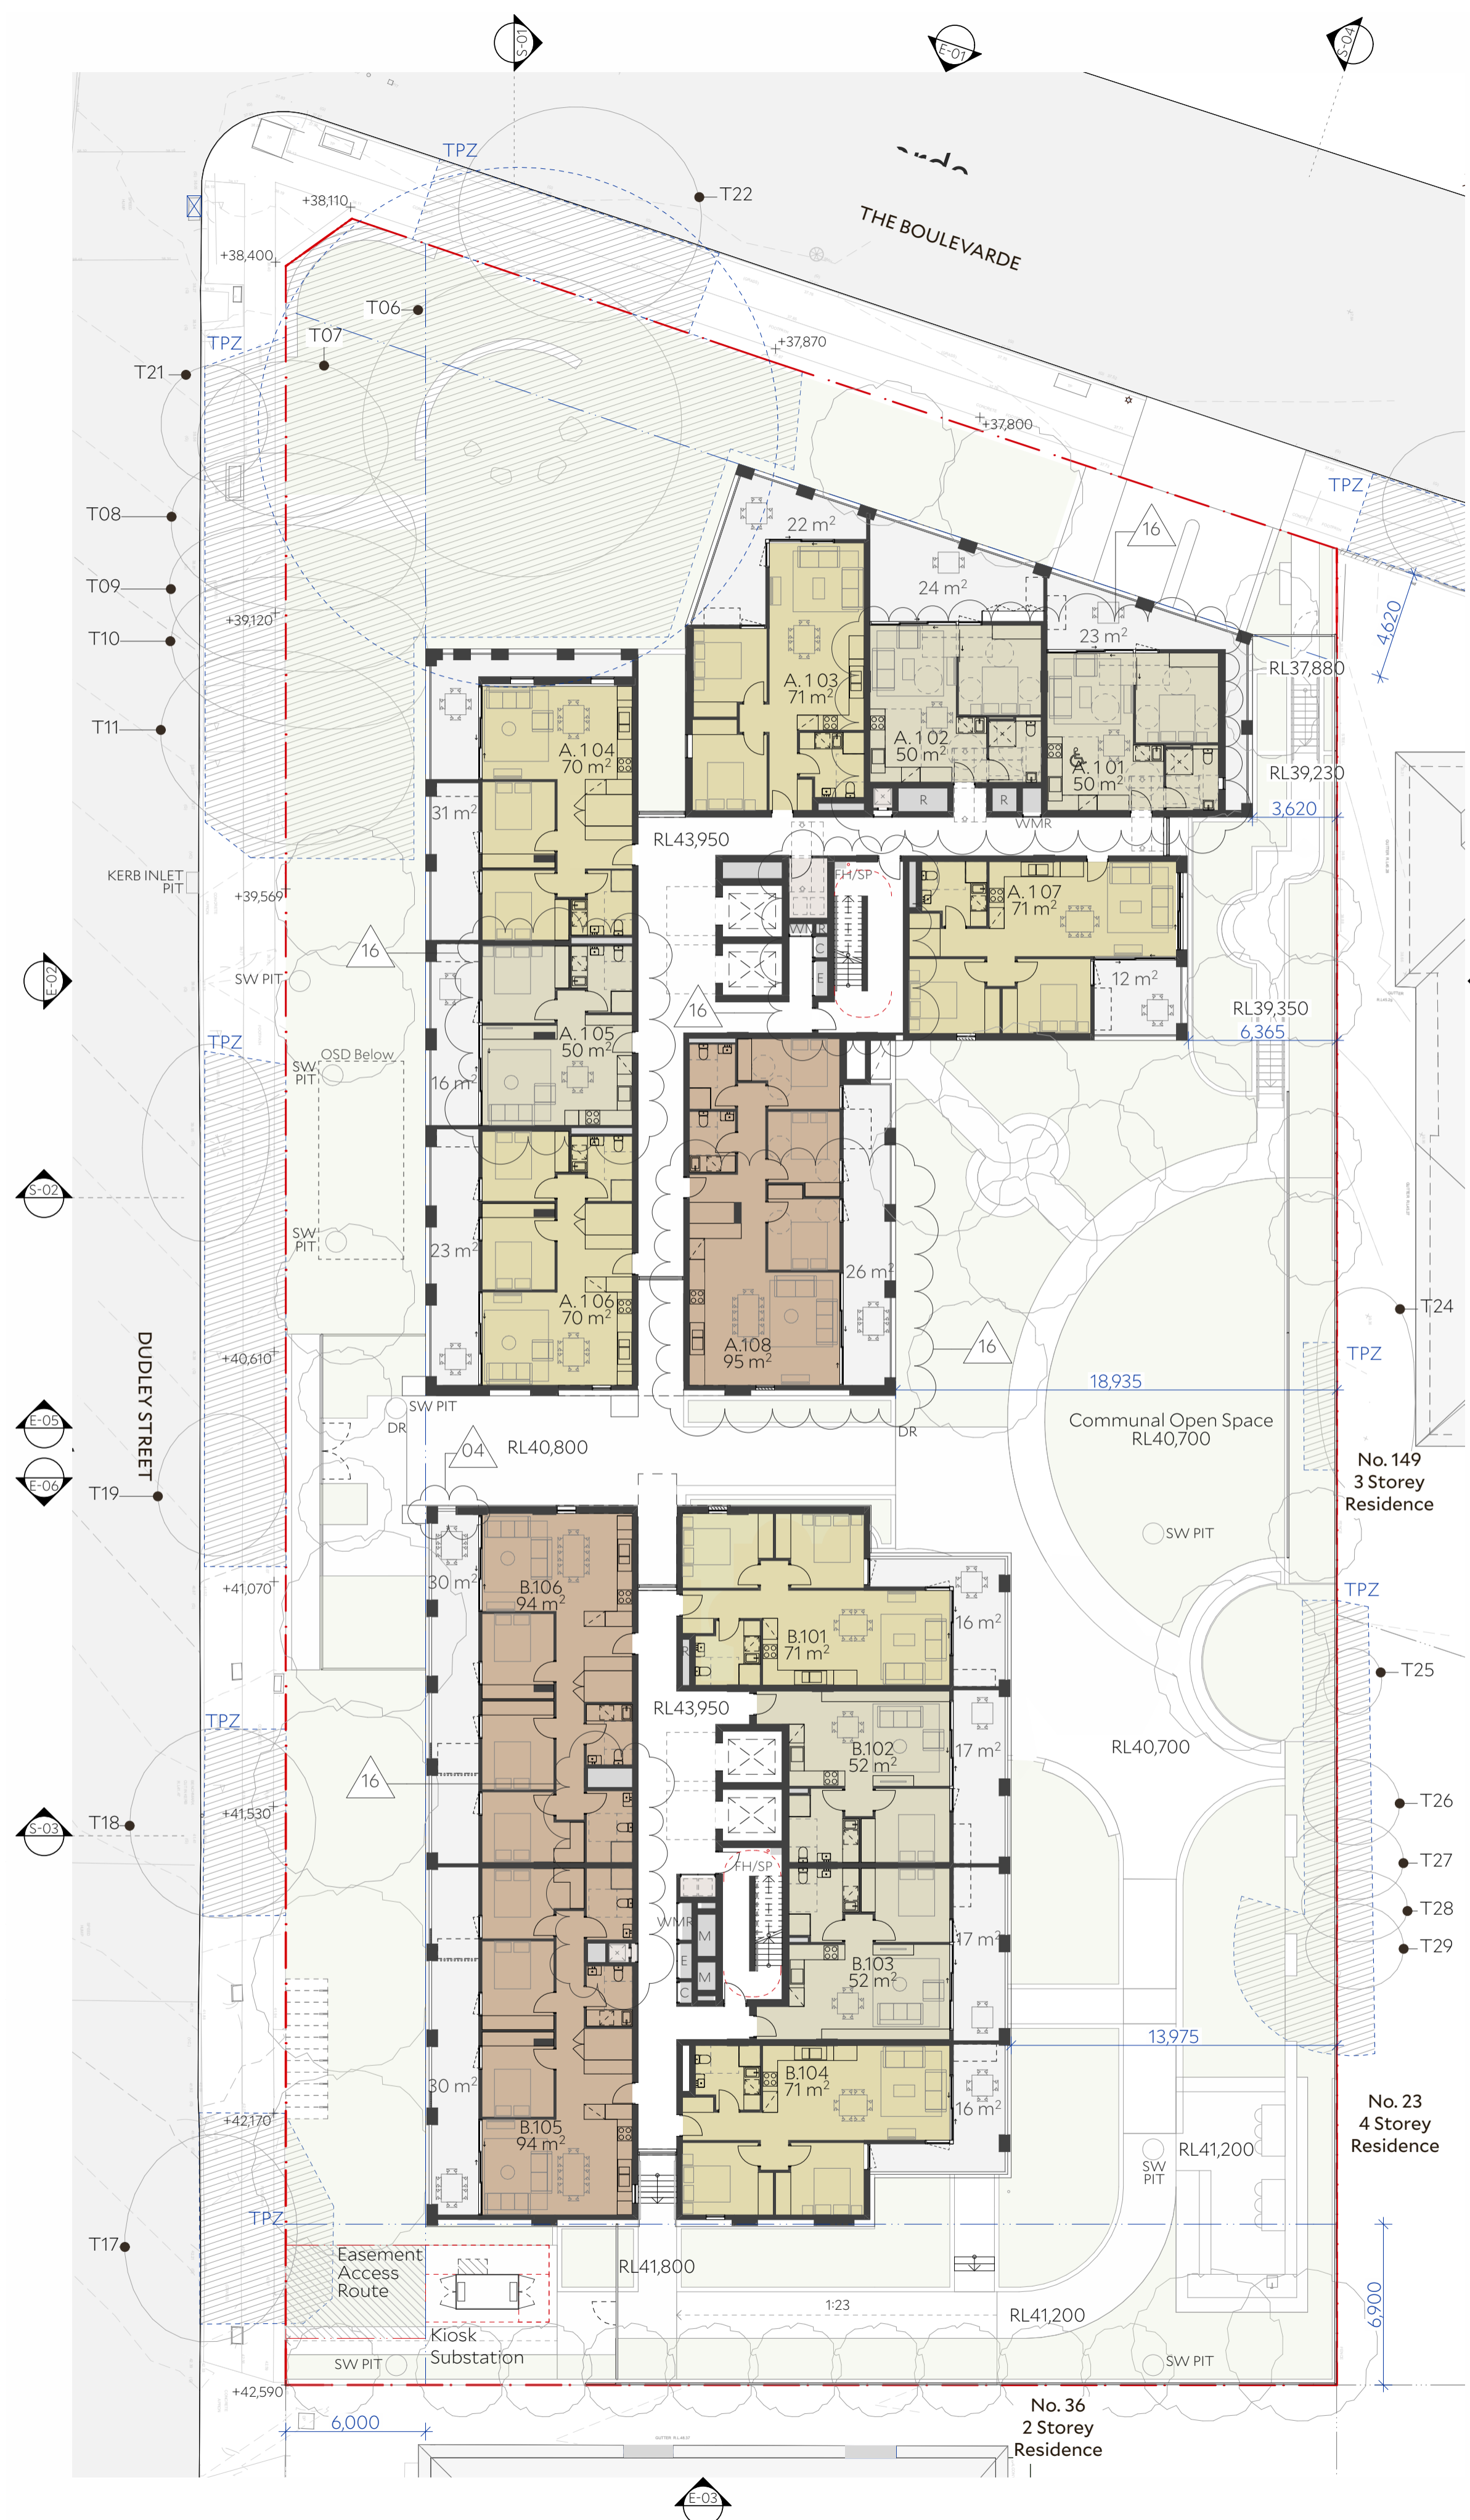 S-01
E-01
S-04
TPZ
T22
THE BOULEVARDE
+38,110
+38,400
T06
T07
TPZ
T21
+37,870
+37,800
TPZ
T08
22 m²
16
24 m²
T09
4,620
+39,120
T10
23 m²
RL37,880
A.103
71 m²
T11
A.104
70 m²
A.102
50 m²
A.101
50 m²
RL39,230
31 m²
R
R
3,620
WMR
RL43,950
KERB INLET
PIT
FH/SP
+39,569
A.107
71 m²
WMR
16
C
E-02
SW PIT
E
12 m²
16
RL39,350
6,365
TPZ
A.105
50 m²
OSD Below
SW
PIT
16 m²
S-02
SW
PIT
23 m²
26 m²
A.106
70 m²
T24
DUDLEY STREET
A.108
95 m²
16
+40,610
TPZ
18,935
SW PIT
DR
DR
E-05
Communal Open Space
RL40,700
04
RL40,800
No. 149
3 Storey
Residence
E-06
T19
SW PIT
+41,070
30 m²
B.106
94 m²
TPZ
16 m²
B.101
71 m²
R
T25
RL43,950
TPZ
B.102
52 m²
17 m²
RL40,700
16
T26
+41,530
T18
S-03
FH/SP
T27
T28
WMR
M
17 m²
T29
E
M
B.103
52 m²
C
13,975
30 m²
B.104
71 m²
16 m²
+42,170
B.105
94 m²
No. 23
4 Storey
Residence
RL41,200
SW
PIT
TPZ
T17
Easement
Access
Route
RL41,800
1:23
RL41,200
6,900
Kiosk
Substation
SW PIT
SW PIT
+42,590
No. 36
2 Storey
Residence
6,000
E-03